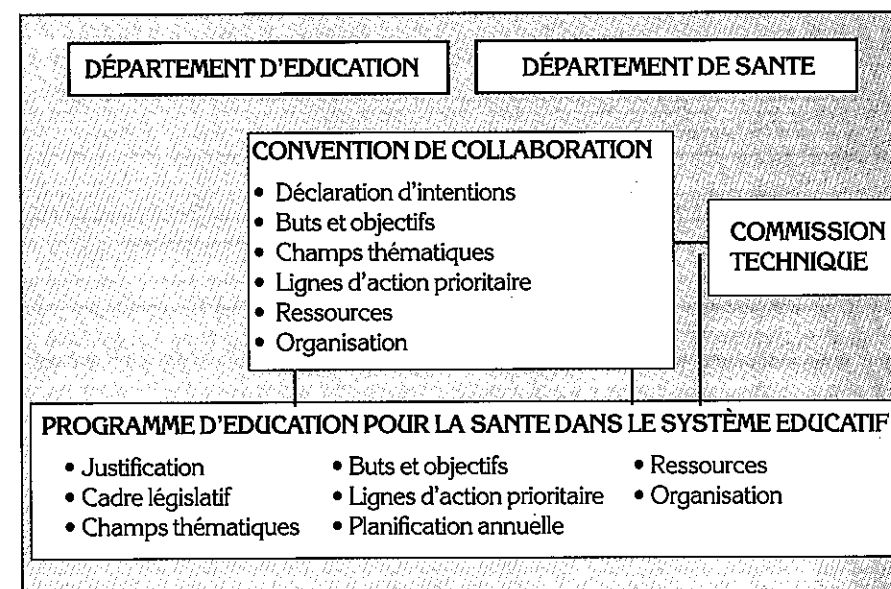 DÉPARTEMENT D'EDUCATION
DÉPARTEMENT DE SANTE
CONVENTION DE COLLABORATION
• Déclaration d'intentions
• Buts et objectifs
• Champs thématiques
• Lignes d'action prioritaire
• Ressources
• Organisation
COMMISSION
TECHNIQUE
PROGRAMME D'EDUCATION POUR LA SANTE DANS LE SYSTÈME EDUCATIF
• Justification
• Cadre législatif
• Champs thématiques
• Buts et objectifs
• Lignes d'action prioritaire
• Planification annuelle
• Ressources
• Organisation